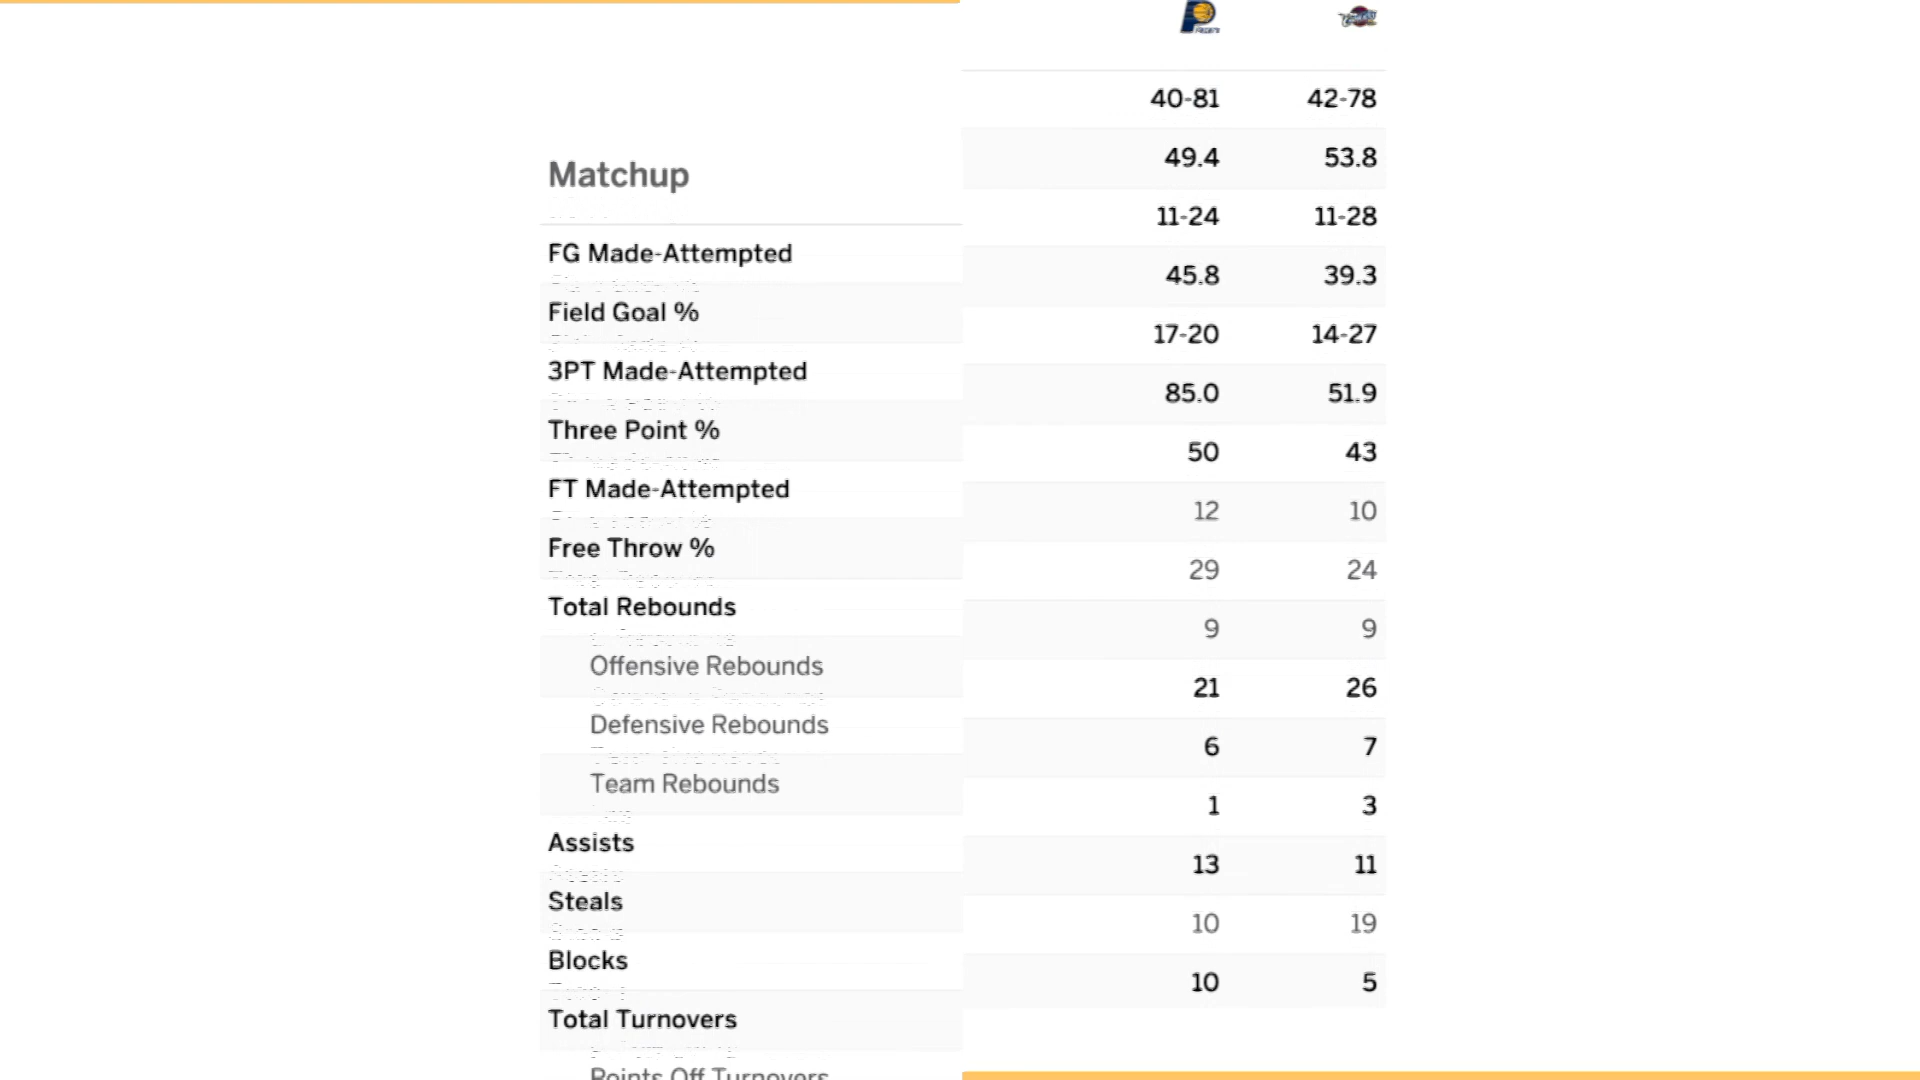 Matchup
FG Made-Attempted
Field Goal %
3PT Made-Attempted
Three Point %
FT Made-Attempted
Free Throw %
Total Rebounds
Offensive Rebounds
Defensive Rebounds
Team Rebounds
Assists
Steals
Blocks
Total Turnovers
Points Off Turnovers
40-81 42-78
49.4 53.8
11-24 11-28
45.8 39.3
17-20 14-27
85.0 51.9
50 43
12 10
29 24
9 9
21 26
6 7
1 3
13 11
10 19
10 5